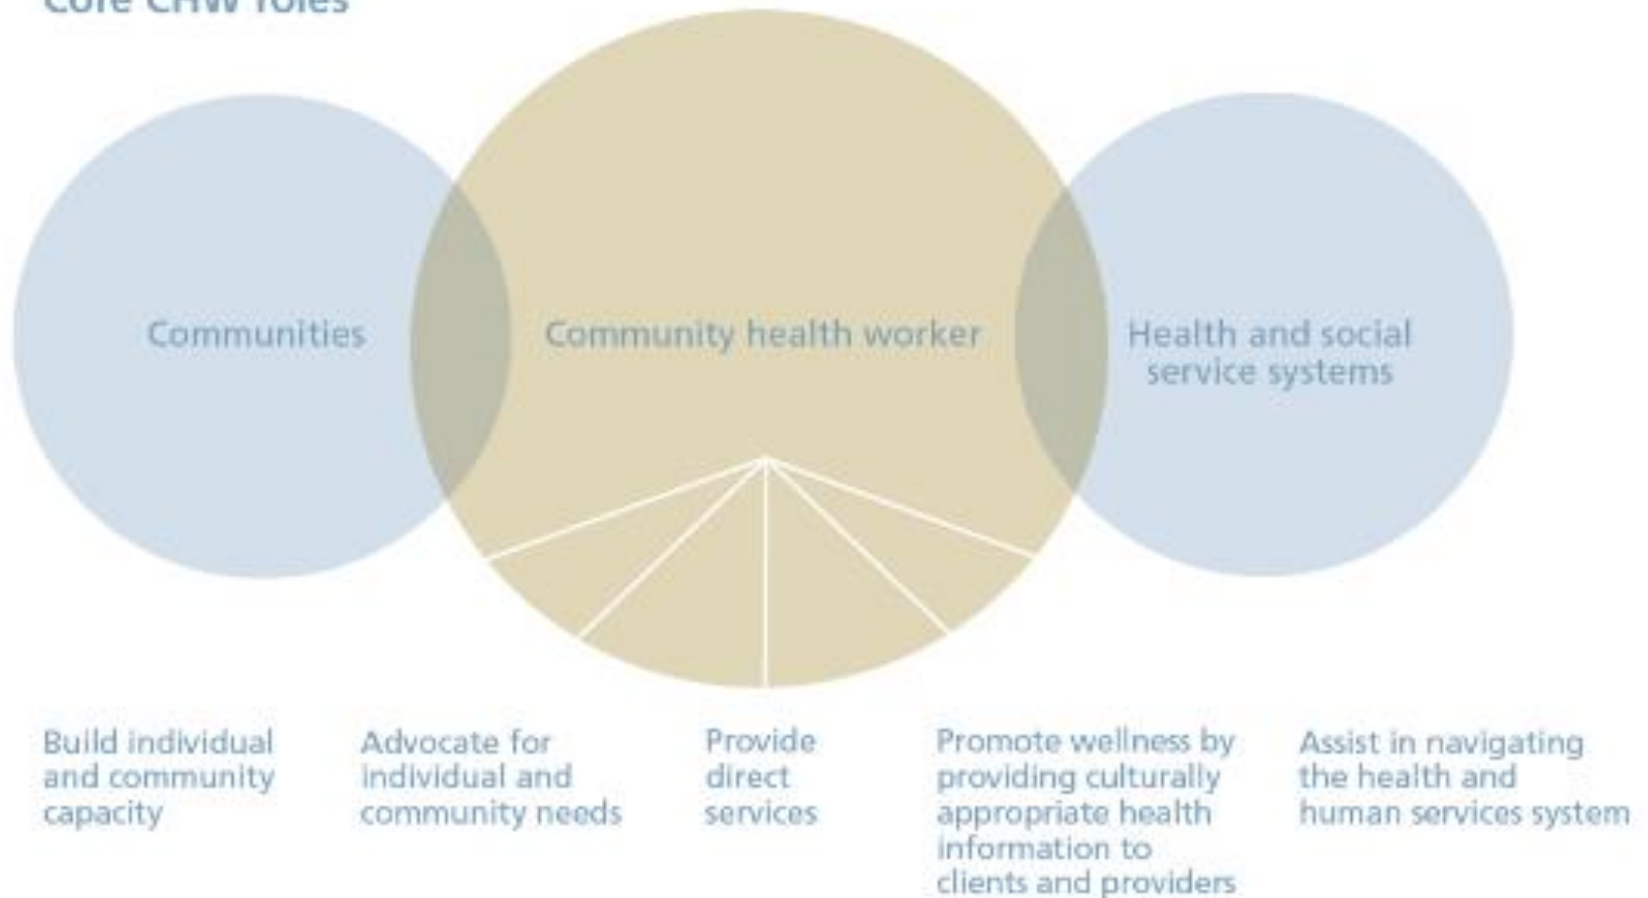 Core CHW roles
Communities
Community health worker
Health and social
service systems
Build individual
and community
capacity
Advocate for
individual and
community needs
Provide
direct
services
Promote wellness by
providing culturally
appropriate health
information to
clients and providers
Assist in navigating
the health and
human services system